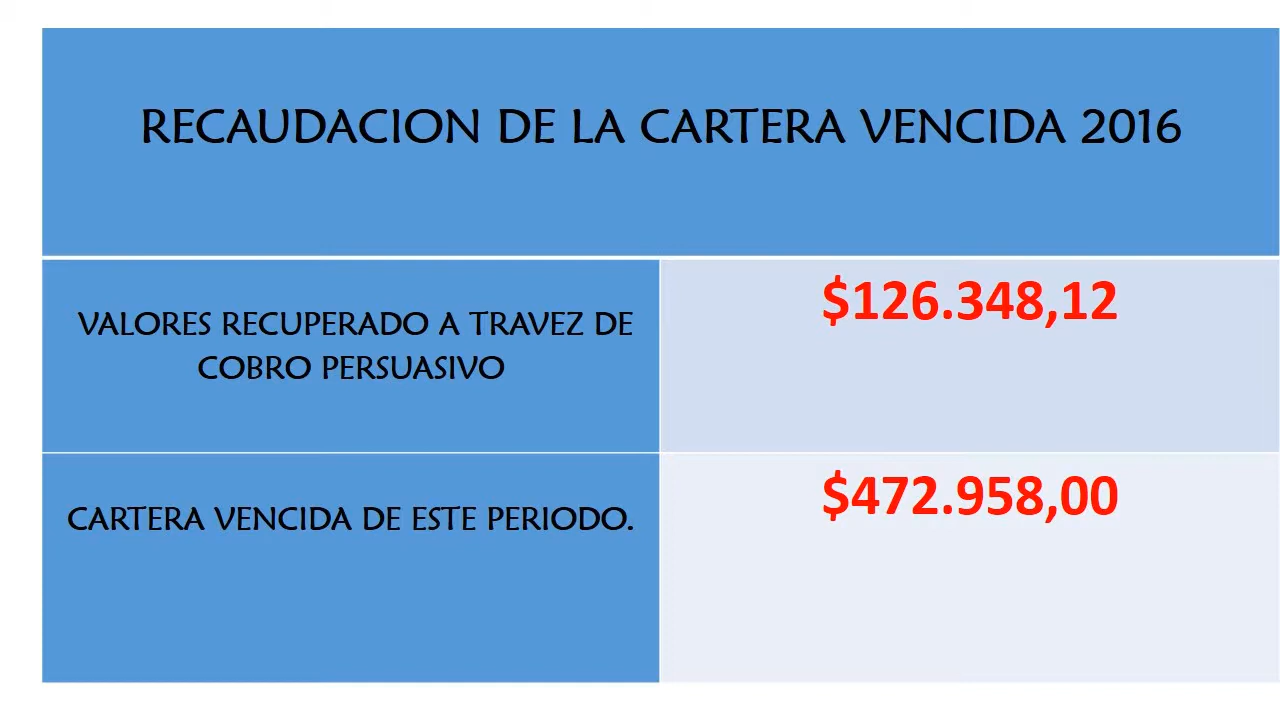 RECAUDACION DE LA CARTERA VENCIDA 2016
VALORES RECUPERADO A TRAVEZ DE
COBRO PERSUASIVO
$126.348,12
CARTERA VENCIDA DE ESTE PERIODO.
$472.958,00